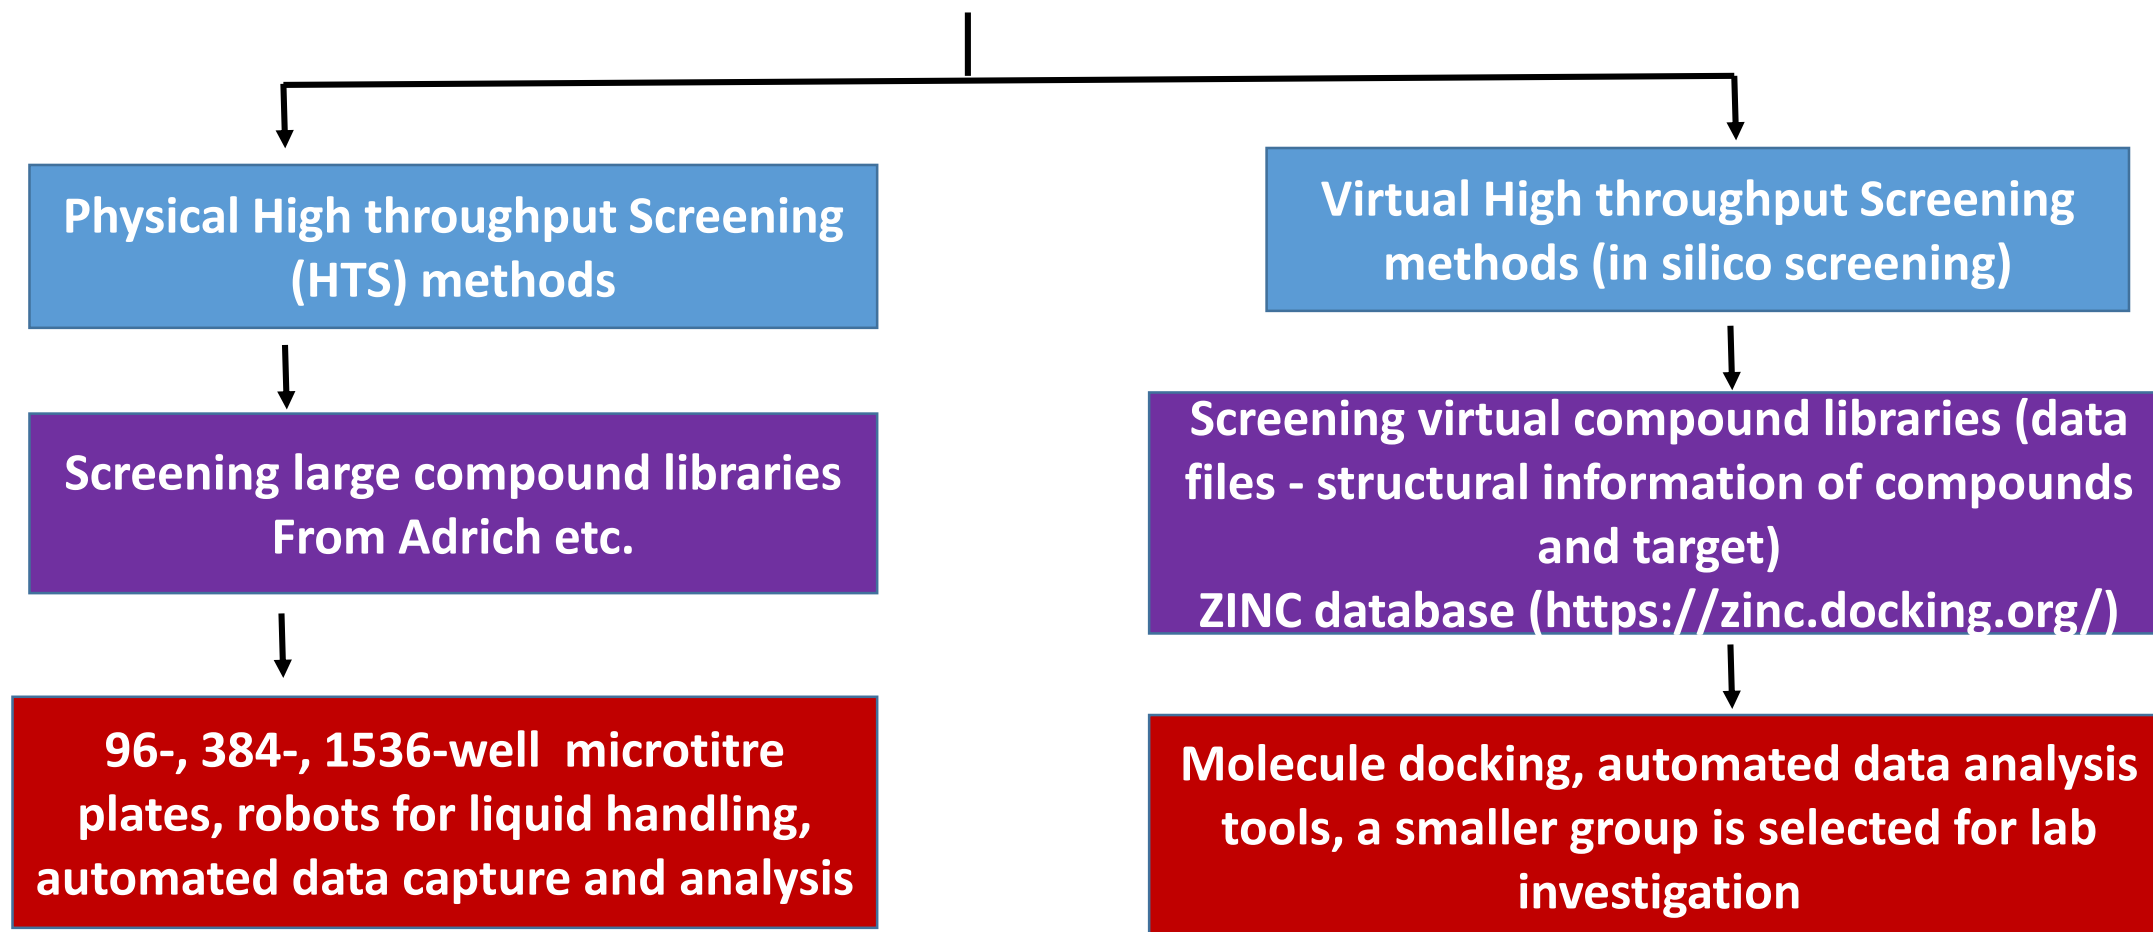 Physical High throughput Screening
(HTS) methods
Screening large compound libraries
From Adrich etc.
96-, 384-, 1536-well  microtitre
plates, robots for liquid handling,
automated data capture and analysis
Virtual High throughput Screening
methods (in silico screening)
Screening virtual compound libraries (data
files - structural information of compounds
and target)
ZINC database (https://zinc.docking.org/)
Molecule docking, automated data analysis
tools, a smaller group is selected for lab
investigation